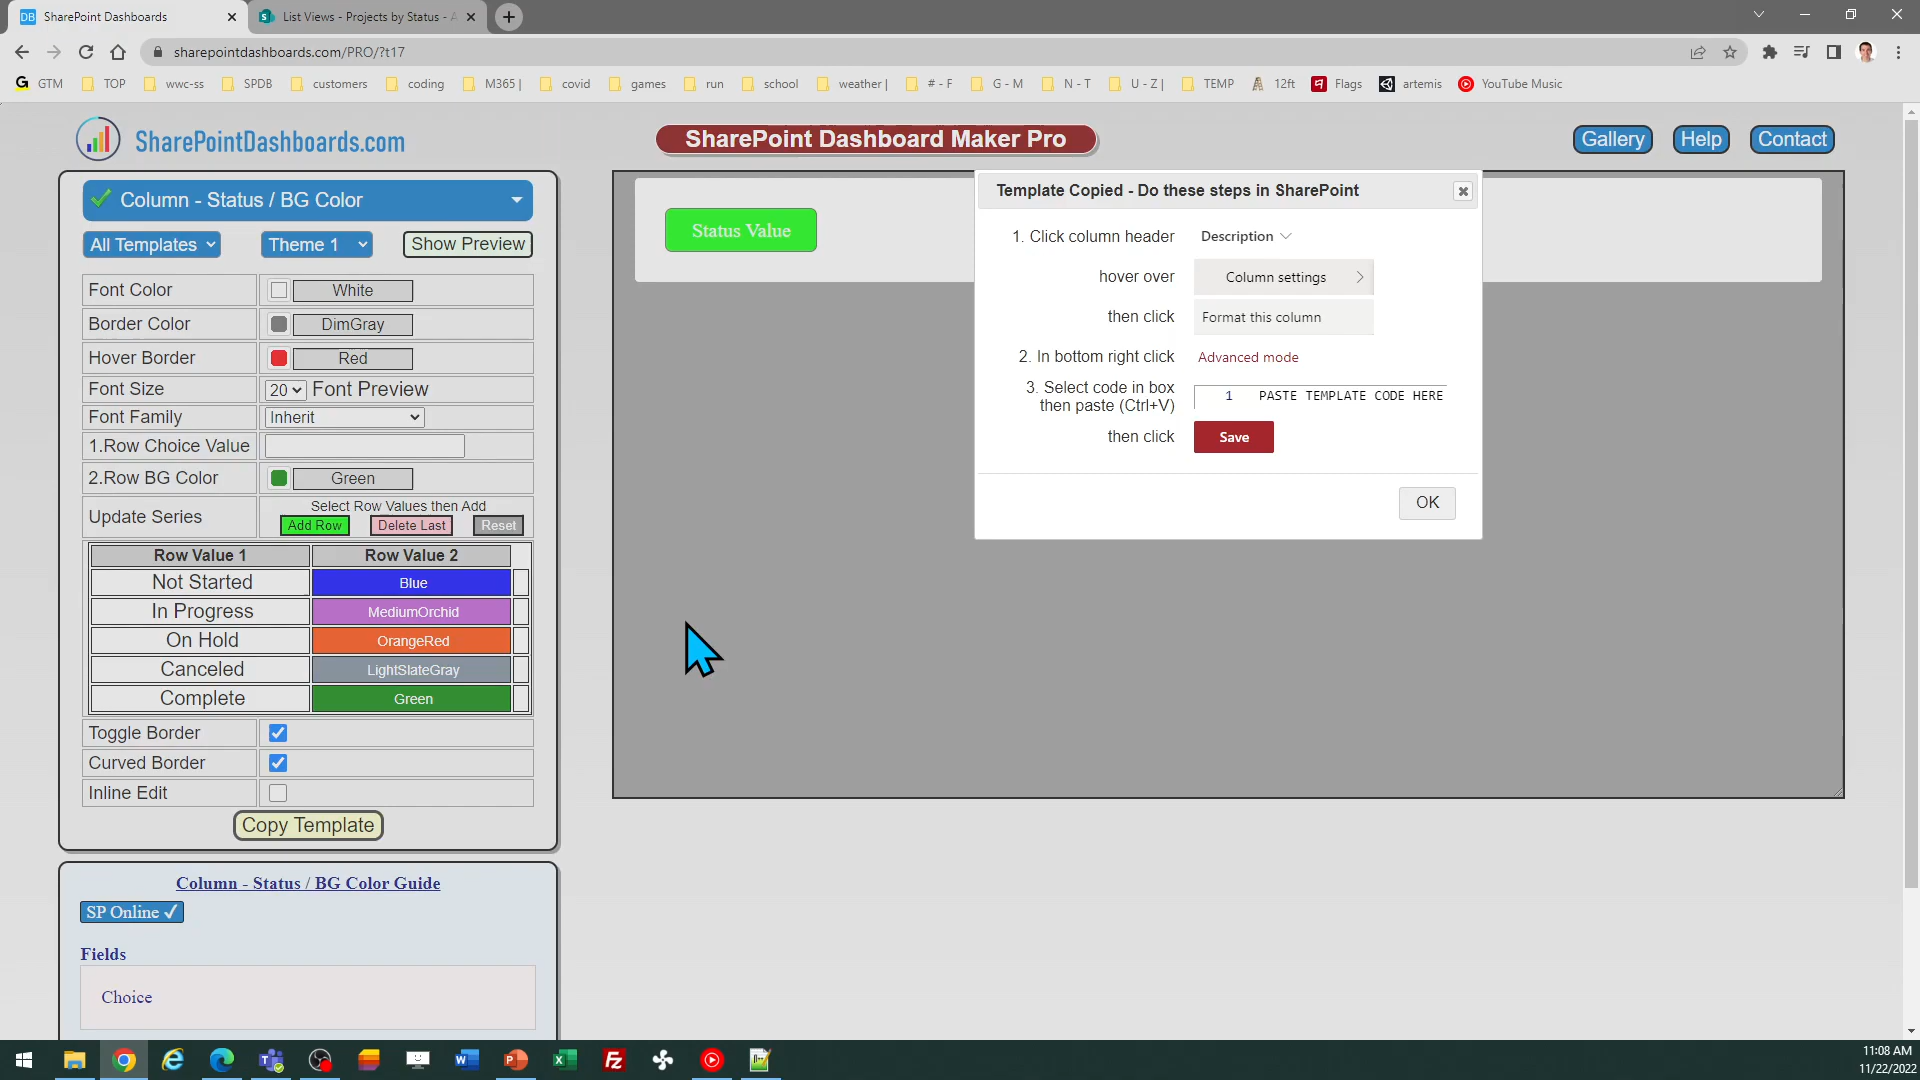 SharePoint Dashboards
List Views - Projects by Status - A
sharepointdashboards.com/PRO/?t17
GTM
TOP
wwc-ss
SPDB
customers
coding
M365 |
covid
games
run
school
weather |
# - F
G - M
N - T
U - Z |
TEMP
12ft
Flags
artemis
YouTube Music
SharePointDashboards.com
SharePoint Dashboard Maker Pro
Gallery
Help
Contact
Column - Status / BG Color
All Templates
Theme 1
Show Preview
Font Color
White
Border Color
DimGray
Hover Border
Red
Font Size
20
Font Preview
Font Family
Inherit
1.Row Choice Value
2.Row BG Color
Green
Update Series
Select Row Values then Add
Add Row
Delete Last
Reset
Row Value 1
Row Value 2
Not Started
Blue
In Progress
MediumOrchid
On Hold
OrangeRed
Canceled
LightSlateGray
Complete
Green
Toggle Border
Curved Border
Inline Edit
Copy Template
Column - Status / BG Color Guide
SP Online ✓
Fields
Choice
Status Value
Template Copied - Do these steps in SharePoint
1. Click column header
Description
hover over
Column settings
then click
Format this column
2. In bottom right click
Advanced mode
3. Select code in box
then paste (Ctrl+V)
1 PASTE TEMPLATE CODE HERE
then click
Save
OK
11:08 AM
11/22/2022